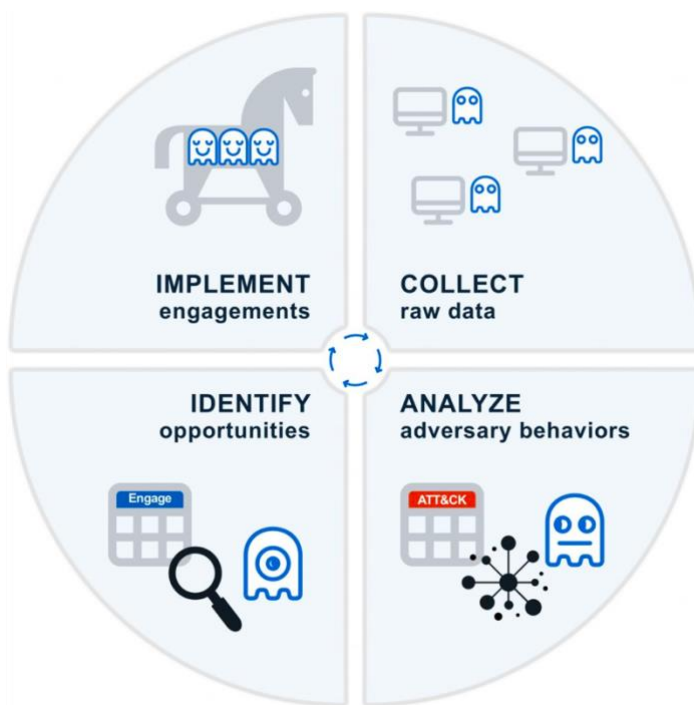 IMPLEMENT
engagements
COLLECT
raw data
IDENTIFY
opportunities
ANALYZE
adversary behaviors
Engage
ATT&CK